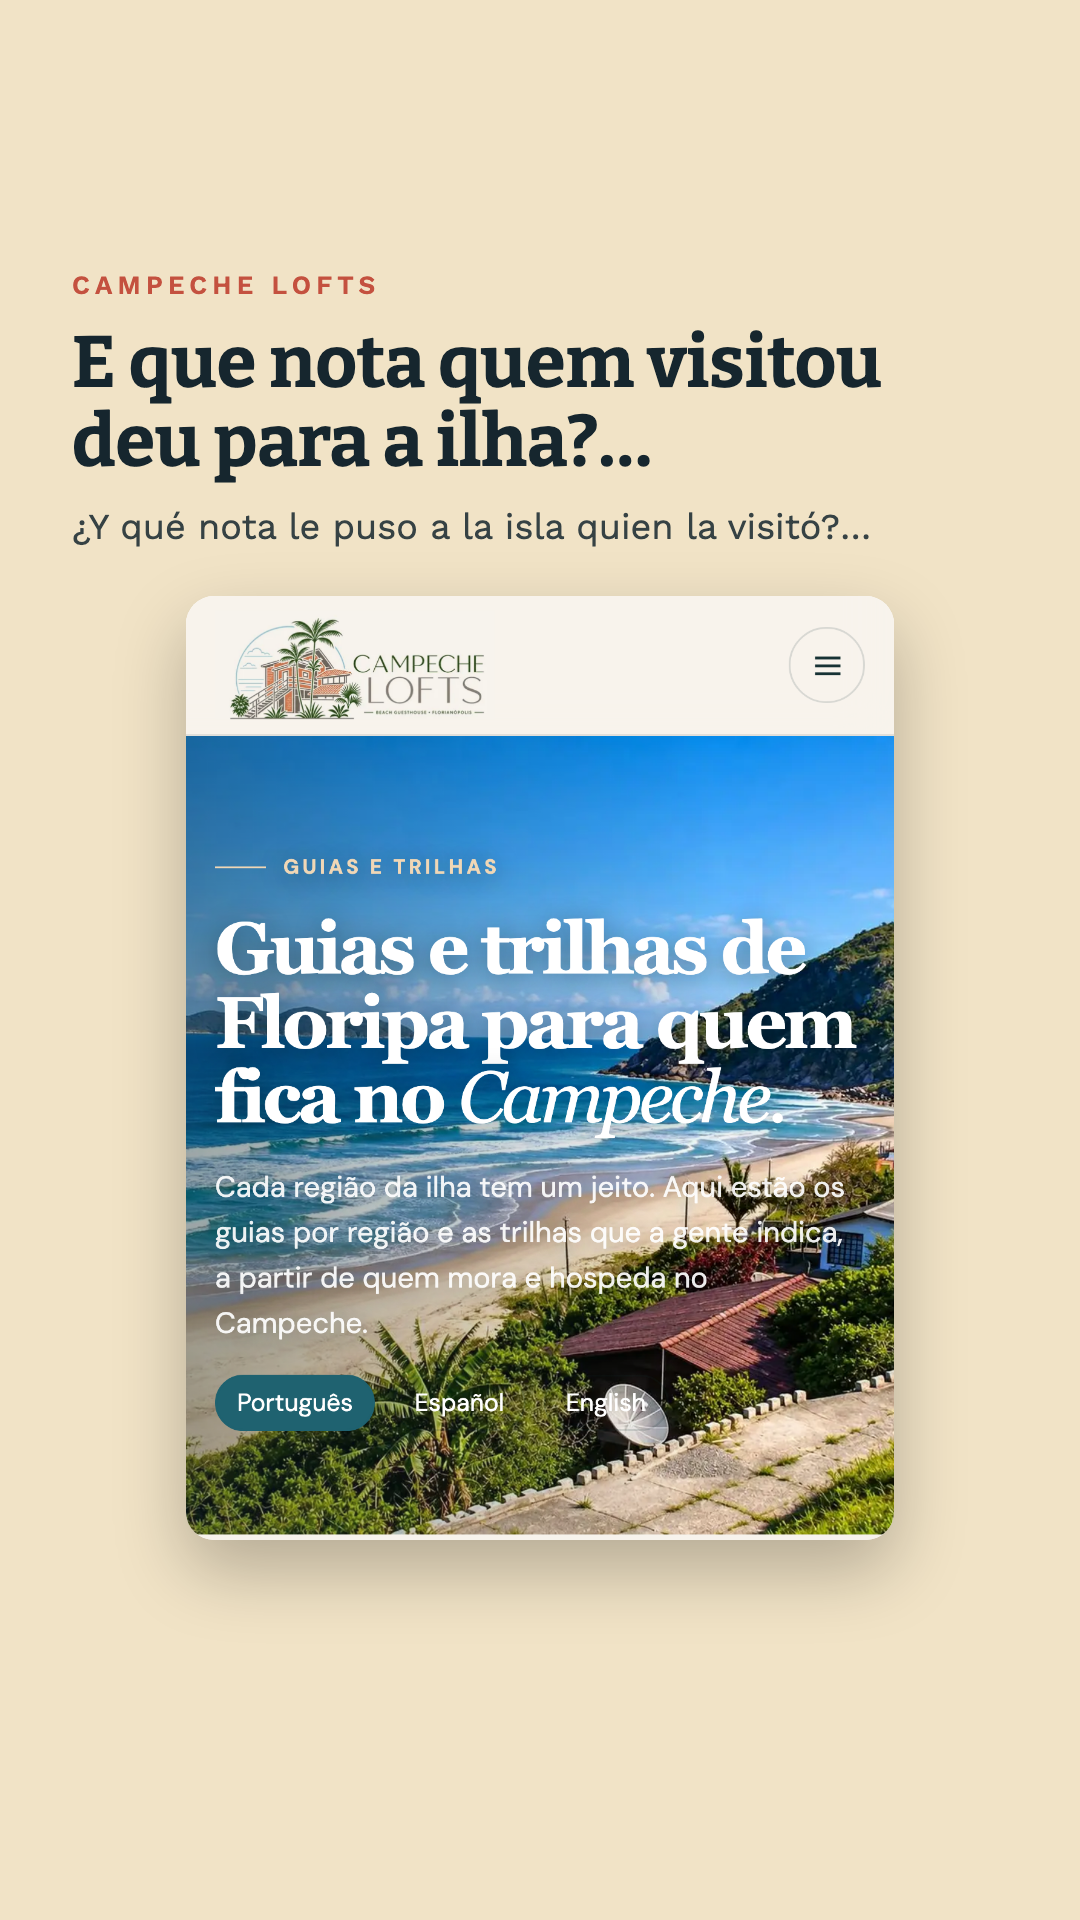 CAMPECHE LOFTS
E que nota quem visitou
deu para a ilha?...
¿Y qué nota le puso a la isla quien la visitó?...
CAMPECHE
LOFTS
BEACH GUESTHOUSE • FLORIANÓPOLIS
GUIAS E TRILHAS
Guias e trilhas de
Floripa para quem
fica no Campeche.
Cada região da ilha tem um jeito. Aqui estão os
guias por região e as trilhas que a gente indica,
a partir de quem mora e hospeda no
Campeche.
Português Español English